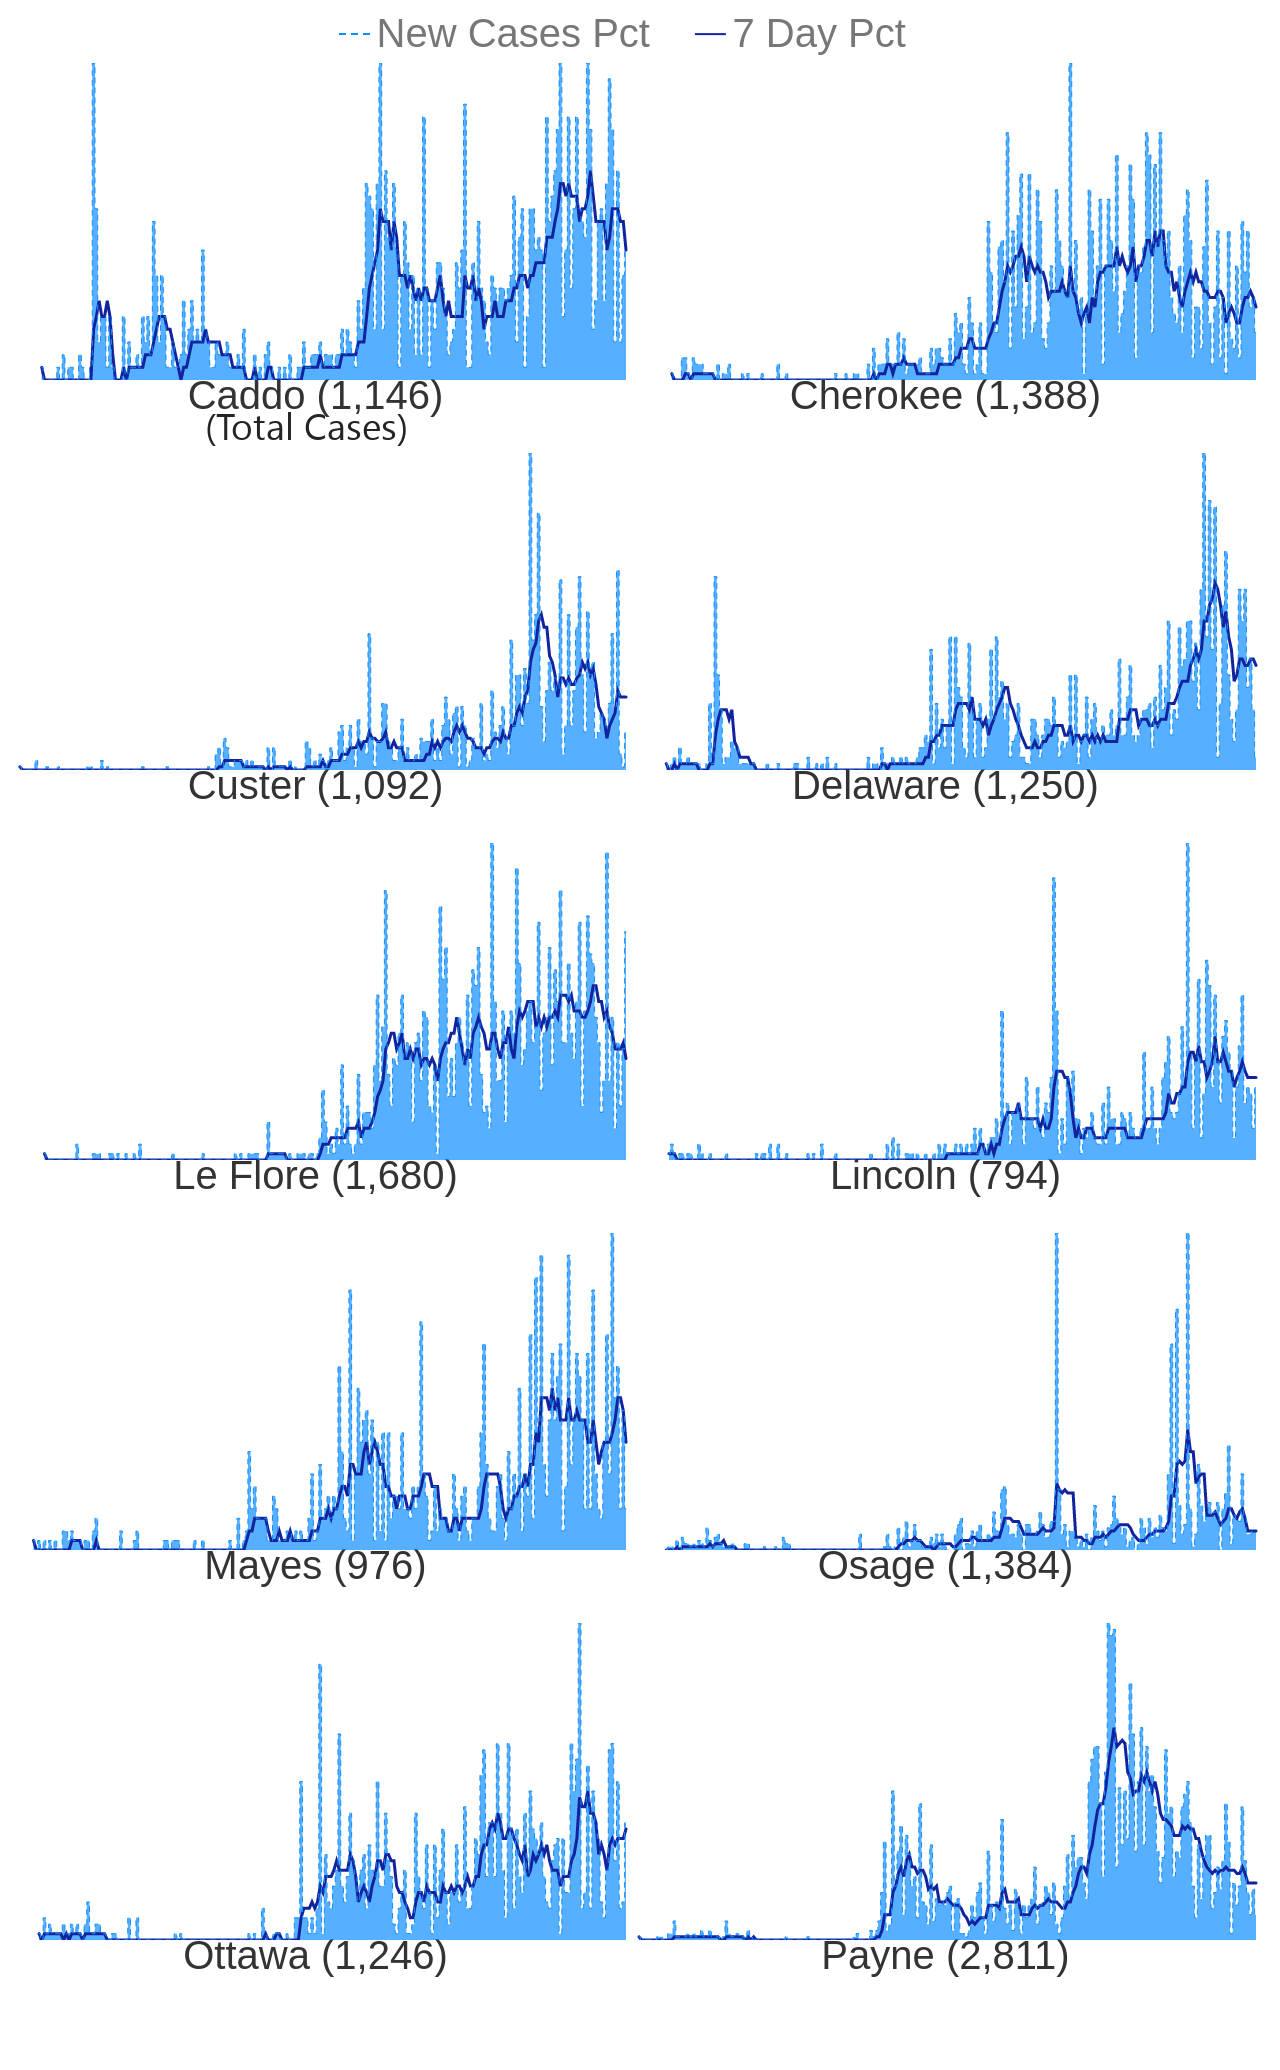 New Cases Pct 7 Day Pct
Caddo (1,146) Cherokee (1,388)
(Total Cases)
Custer (1,092) Delaware (1,250)
Le Flore (1,680) Lincoln (794)
Mayes (976) Osage (1,384)
Ottawa (1,246) Payne (2,811)